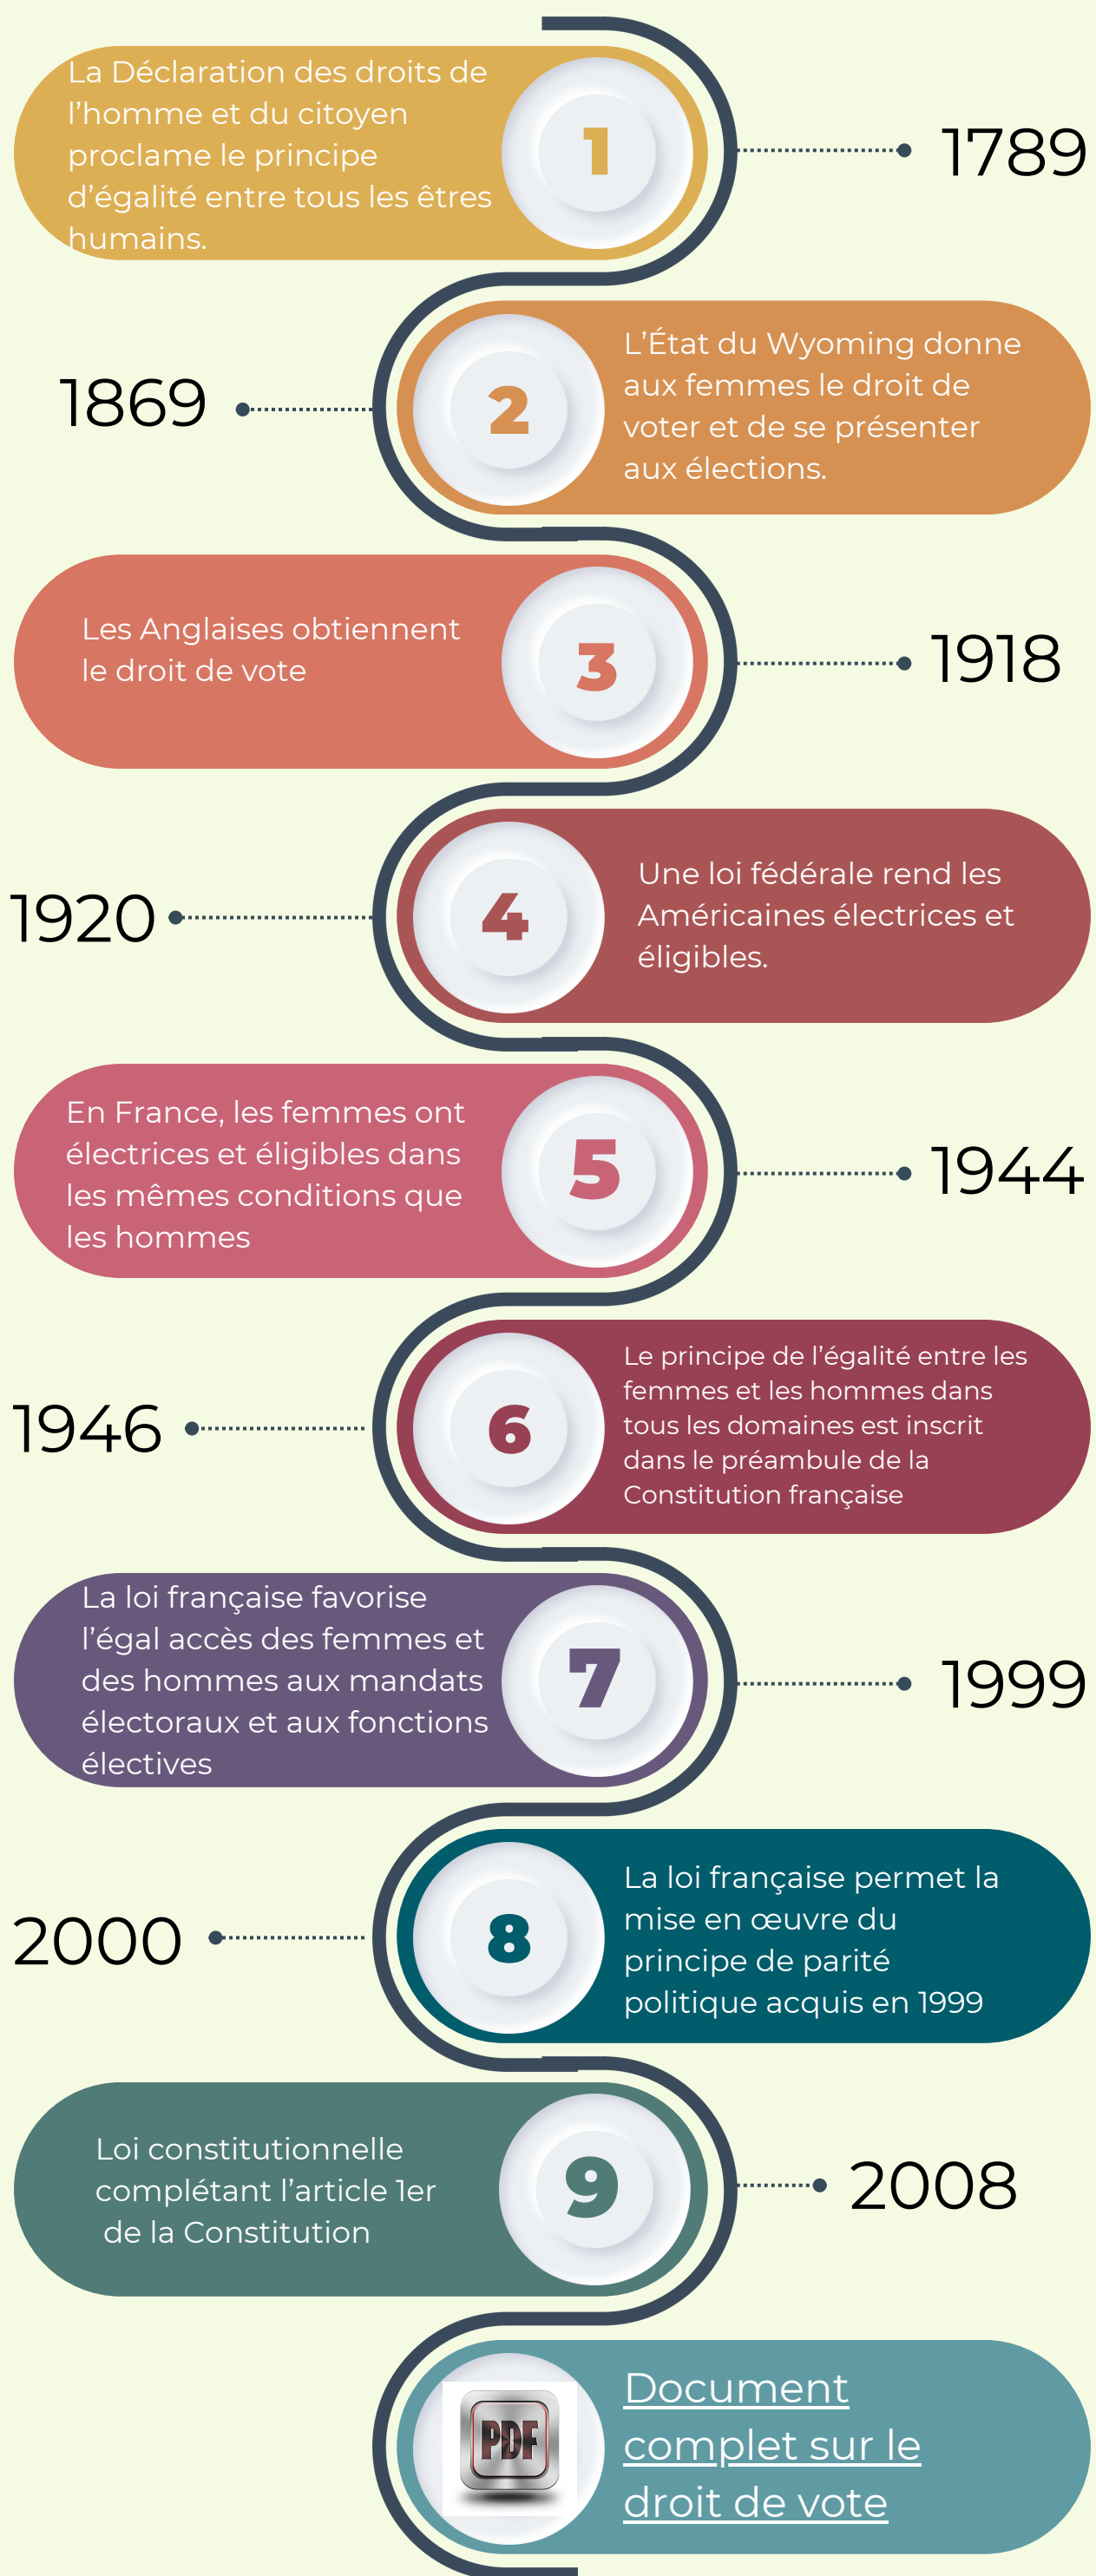 La Déclaration des droits de
l'homme et du citoyen
proclame le principe
d'égalité entre tous les êtres
humains.
1
1789
1869
2
L'État du Wyoming donne
aux femmes le droit de
voter et de se présenter
aux élections.
Les Anglaises obtiennent
le droit de vote
3
1918
1920
4
Une loi fédérale rend les
Américaines électrices et
éligibles.
En France, les femmes ont
électrices et éligibles dans
les mêmes conditions que
les hommes
5
1944
1946
6
Le principe de l'égalité entre les
femmes et les hommes dans
tous les domaines est inscrit
dans le préambule de la
Constitution française
La loi française favorise
l'égal accès des femmes et
des hommes aux mandats
électoraux et aux fonctions
électives
7
1999
2000
8
La loi française permet la
mise en œuvre du
principe de parité
politique acquis en 1999
Loi constitutionnelle
complétant l'article 1er
de la Constitution
9
2008
PDF
Document
complet sur le
droit de vote